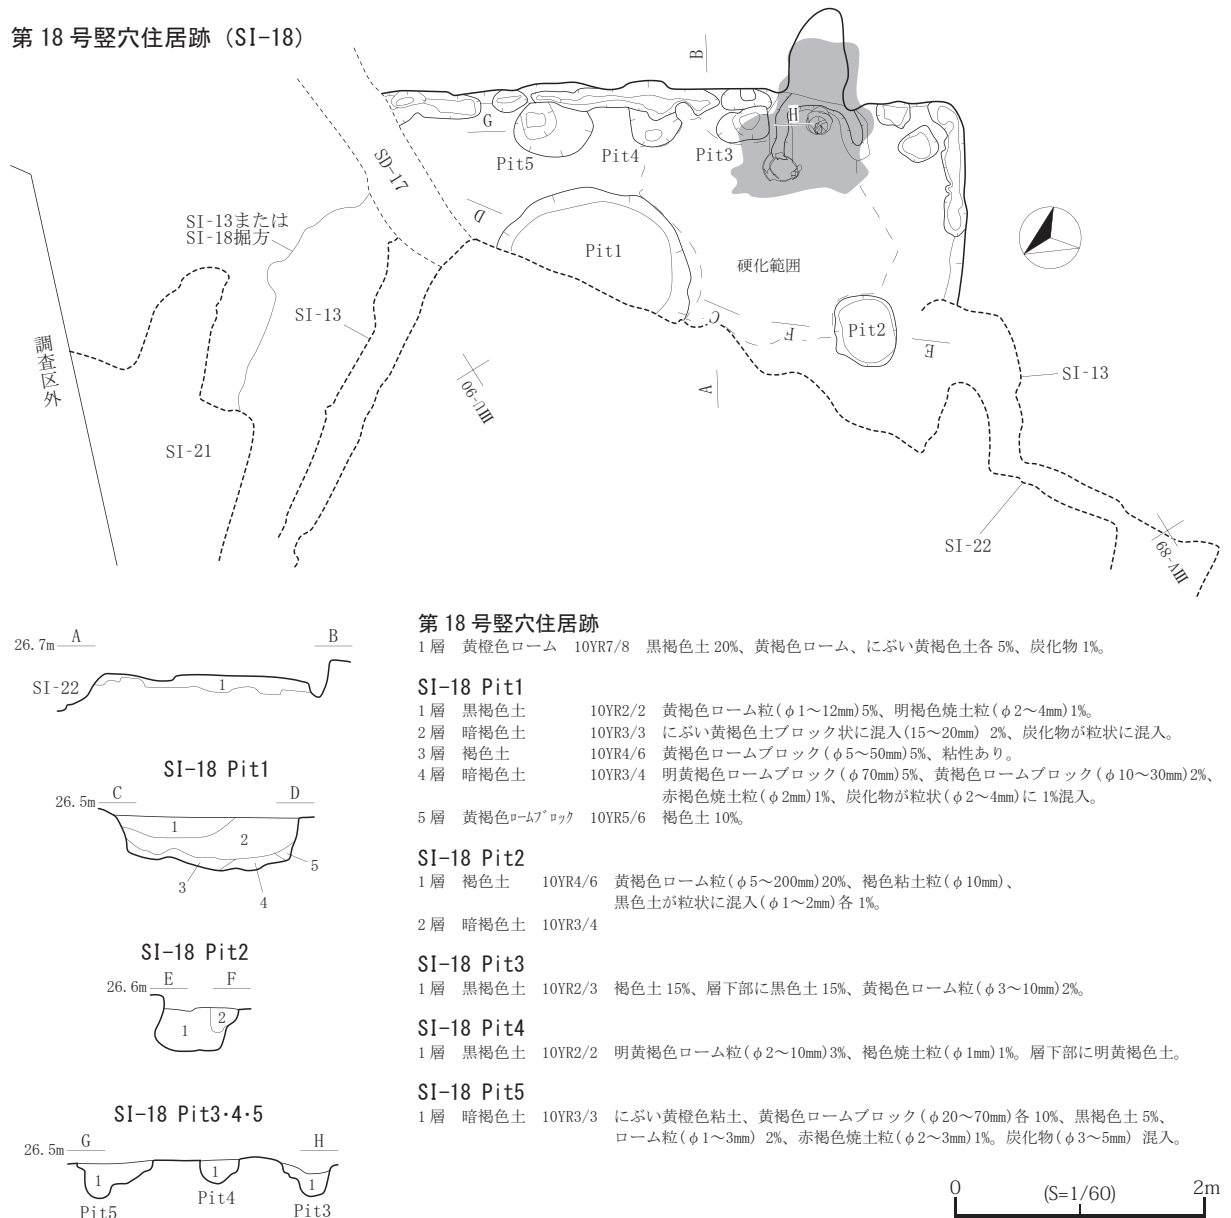 第 18 号竪穴住居跡（SI-18）
B
H
G
Pit5
Pit4
Pit3
SD-17
D
SI-13または
SI-18掘方
Pit1
硬化範囲
SI-13
C
F
Pit2
E
調査区外
A
ⅢU-90
SI-13
SI-21
SI-22
ⅢV-89
26.7m
A
B
SI-22
1
SI-18 Pit1
26.5m
C
D
1
2
3
4
5
SI-18 Pit2
26.6m
E
F
1
2
SI-18 Pit3・4・5
26.5m
G
H
1
1
1
Pit5
Pit4
Pit3
第 18 号竪穴住居跡
1 層 黄橙色ローム 10YR7/8 黒褐色土 20%、黄褐色ローム、にぶい黄褐色土各 5%、炭化物 1%。
SI-18 Pit1
1 層 黒褐色土 10YR2/2 黄褐色ローム粒(φ1～12mm)5%、明褐色焼土粒(φ2～4mm)1%。
2 層 暗褐色土 10YR3/3 にぶい黄褐色土ブロック状に混入(15～20mm) 2%、炭化物が粒状に混入。
3 層 褐色土 10YR4/6 黄褐色ロームブロック(φ5～50mm)5%、粘性あり。
4 層 暗褐色土 10YR3/4 明黄褐色ロームブロック(φ70mm)5%、黄褐色ロームブロック(φ10～30mm)2%、
赤褐色焼土粒(φ2mm)1%、炭化物が粒状(φ2～4mm)に 1%混入。
5 層 黄褐色ﾛｰﾑﾌﾞﾛｯｸ 10YR5/6 褐色土 10%。
SI-18 Pit2
1 層 褐色土 10YR4/6 黄褐色ローム粒(φ5～200mm)20%、褐色粘土粒(φ10mm)、
黒色土が粒状に混入(φ1～2mm)各 1%。
2 層 暗褐色土 10YR3/4
SI-18 Pit3
1 層 黒褐色土 10YR2/3 褐色土 15%、層下部に黒色土 15%、黄褐色ローム粒(φ3～10mm)2%。
SI-18 Pit4
1 層 黒褐色土 10YR2/2 明黄褐色ローム粒(φ2～10mm)3%、褐色焼土粒(φ1mm)1%。層下部に明黄褐色土。
SI-18 Pit5
1 層 暗褐色土 10YR3/3 にぶい黄橙色粘土、黄褐色ロームブロック(φ20～70mm)各 10%、黒褐色土 5%、
ローム粒(φ1～3mm) 2%、赤褐色焼土粒(φ2～3mm)1%。炭化物(φ3～5mm) 混入。
0
(S=1/60)
2m